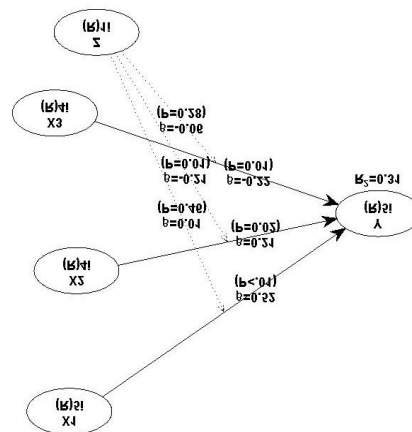 X1
(R)5i
β=0.52
(P<.01)
X2
(R)4i
β=0.21
(P=0.02)
Y
(R)5i
β=0.01
(P=0.46)
R²=0.31
β=-0.21
(P=0.01)
β=-0.22
(P=0.01)
β=-0.06
(P=0.28)
X3
(R)4i
Z
(R)1i